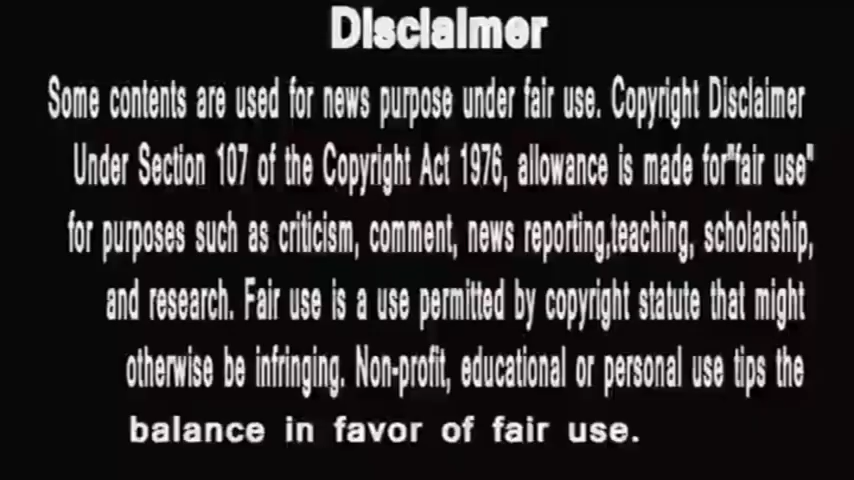 Disclaimer
Some contents are used for news purpose under fair use. Copyright Disclaimer
Under Section 107 of the Copyright Act 1976, allowance is made for"fair use"
for purposes such as criticism, comment, news reporting,teaching, scholarship,
and research. Fair use is a use permitted by copyright statute that might
otherwise be infringing. Non-profit, educational or personal use tips the
balance in favor of fair use.